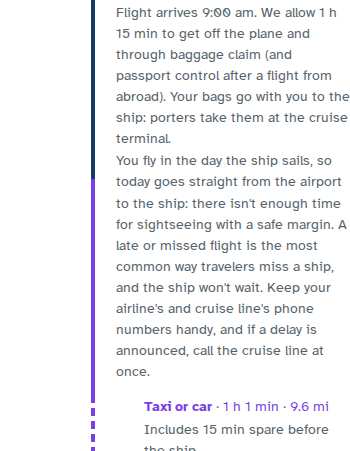 Flight arrives 9:00 am. We allow 1 h
15 min to get off the plane and
through baggage claim (and
passport control after a flight from
abroad). Your bags go with you to the
ship: porters take them at the cruise
terminal.
You fly in the day the ship sails, so
today goes straight from the airport
to the ship: there isn't enough time
for sightseeing with a safe margin. A
late or missed flight is the most
common way travelers miss a ship,
and the ship won't wait. Keep your
airline's and cruise line's phone
numbers handy, and if a delay is
announced, call the cruise line at
once.
Taxi or car · 1 h 1 min · 9.6 mi
Includes 15 min spare before
the ship